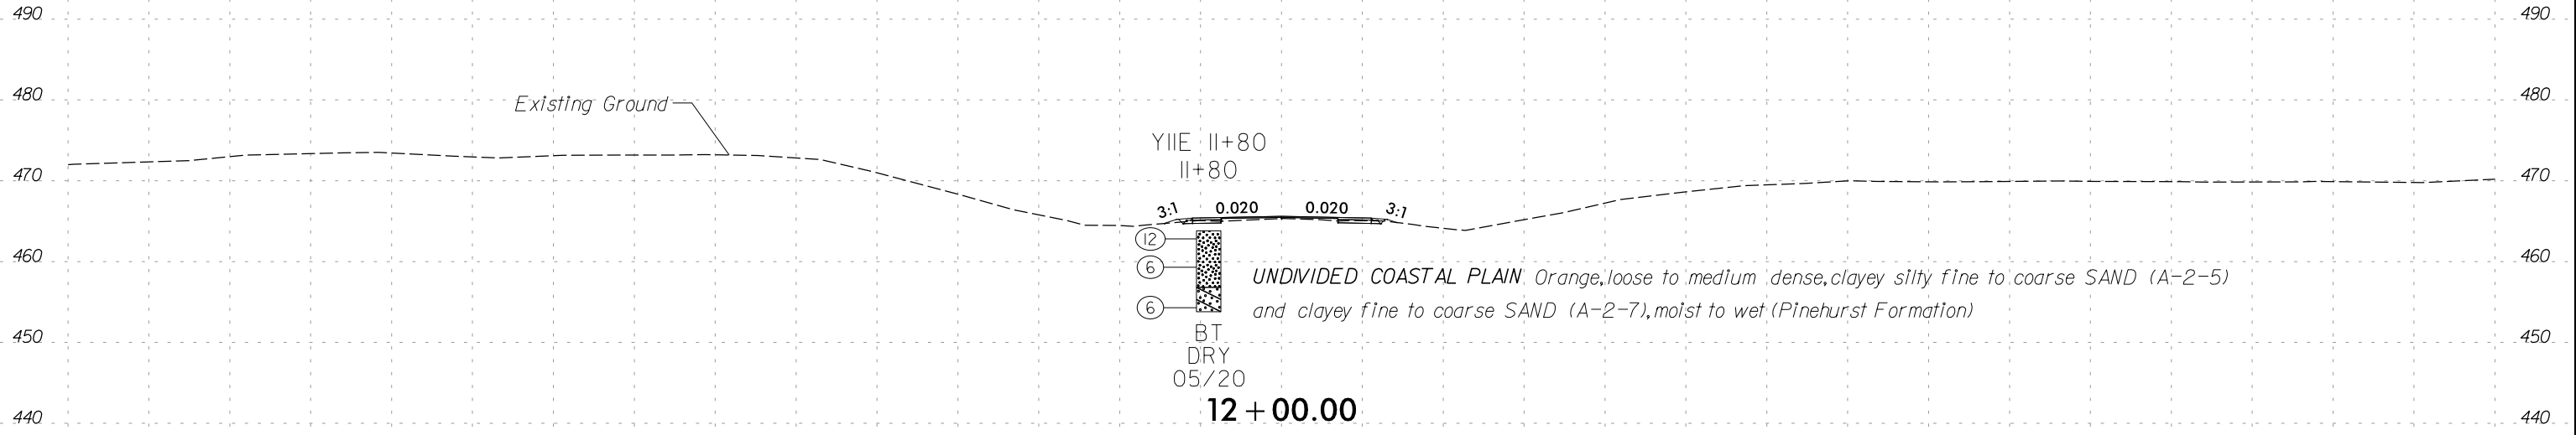 490 490
480 480
Existing Ground
Y11E 11+80
11+80
470 470
3:1 0.020 0.020 3:1
12
460 460
6
UNDIVIDED COASTAL PLAIN Orange, loose to medium dense, clayey silty fine to coarse SAND (A-2-5)
6
and clayey fine to coarse SAND (A-2-7), moist to wet (Pinehurst Formation)
450 450
BT
DRY
05/20
12+00.00
440 440